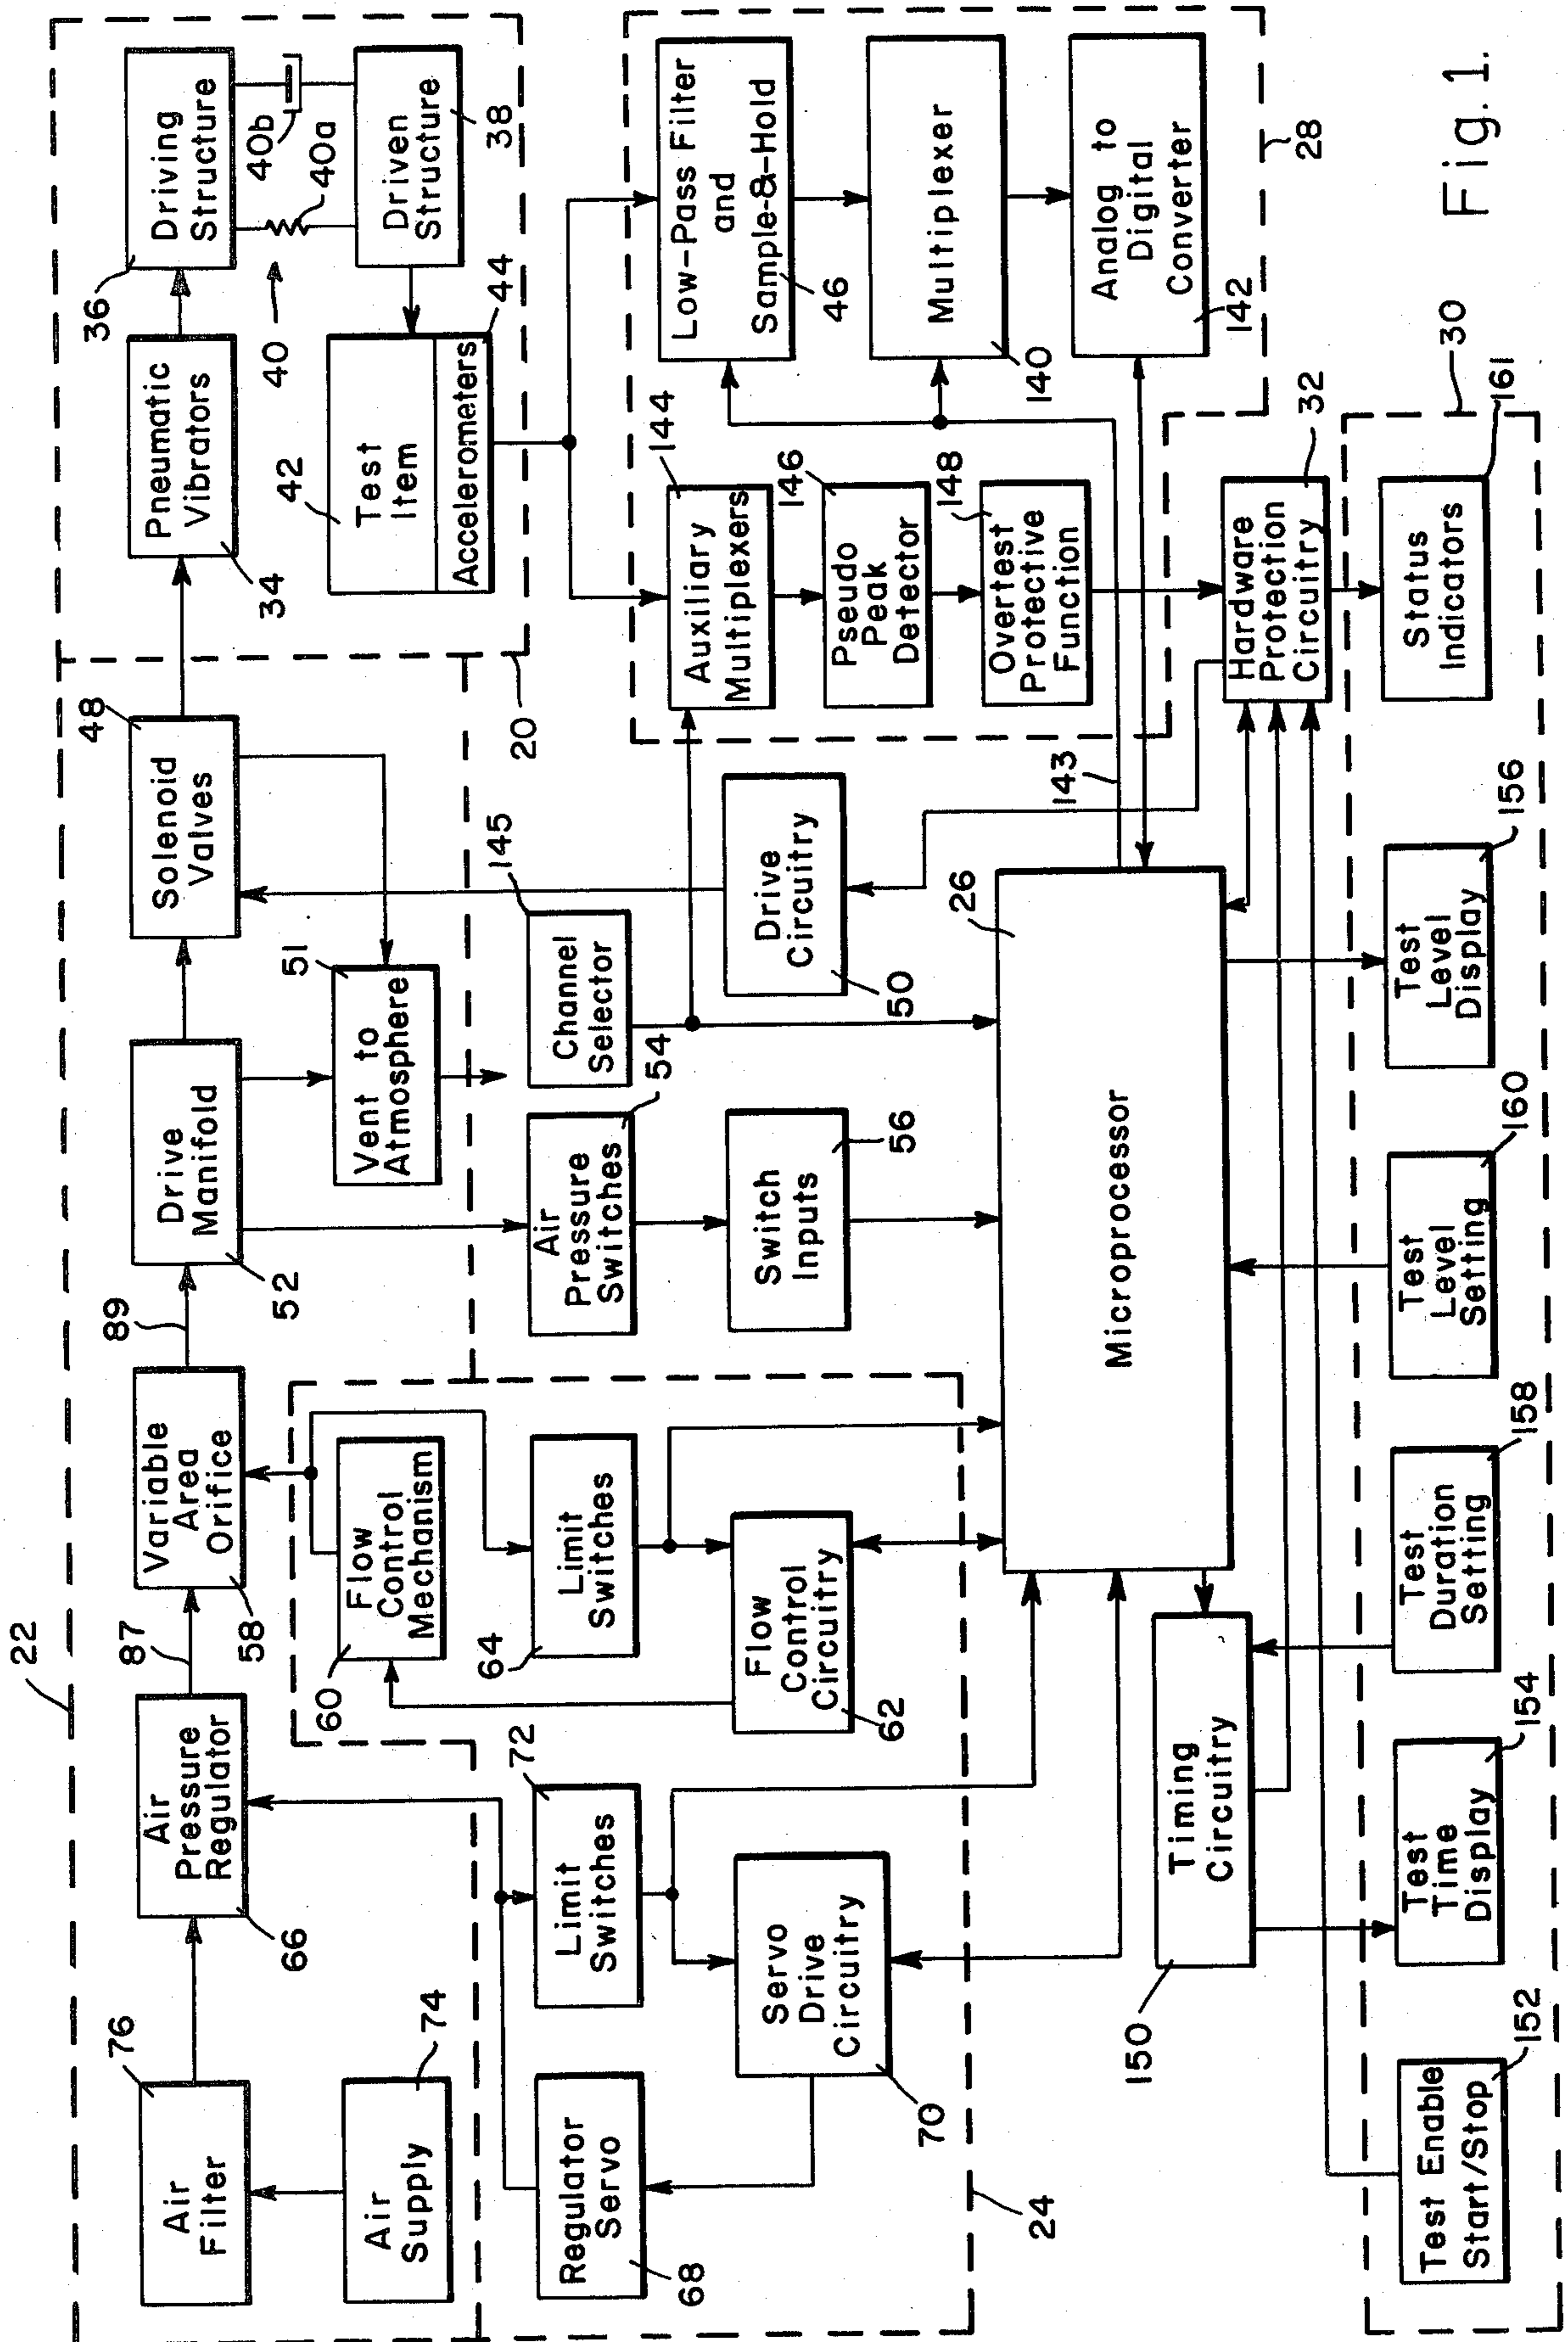 22
76
Air
Filter
Air
Supply
74
Air
Pressure
Regulator
66
87
Variable
Area
Orifice
58
89
Drive
Manifold
52
Vent to
Atmosphere
51
Solenoid
Valves
48
Pneumatic
Vibrators
34
36
Driving
Structure
40
40a
40b
Driven
Structure
38
42
Test
Item
Accelerometers
44
20
Regulator
Servo
68
Limit
Switches
72
Servo
Drive
Circuitry
70
24
60
Flow
Control
Mechanism
64
Limit
Switches
Flow
Control
Circuitry
62
Air
Pressure
Switches
54
Switch
Inputs
56
145
Channel
Selector
Drive
Circuitry
50
144
Auxiliary
Multiplexers
146
Pseudo
Peak
Detector
148
Overtest
Protective
Function
Low-Pass Filter
and
Sample-&-Hold
46
Multiplexer
140
Analog to
Digital
Converter
142
28
143
26
Microprocessor
Hardware
Protection
Circuitry
32
150
Timing
Circuitry
30
Test Enable
Start/Stop
152
Test
Time
Display
154
Test
Duration
Setting
158
Test
Level
Setting
160
Test
Level
Display
156
Status
Indicators
161
Fig. 1.